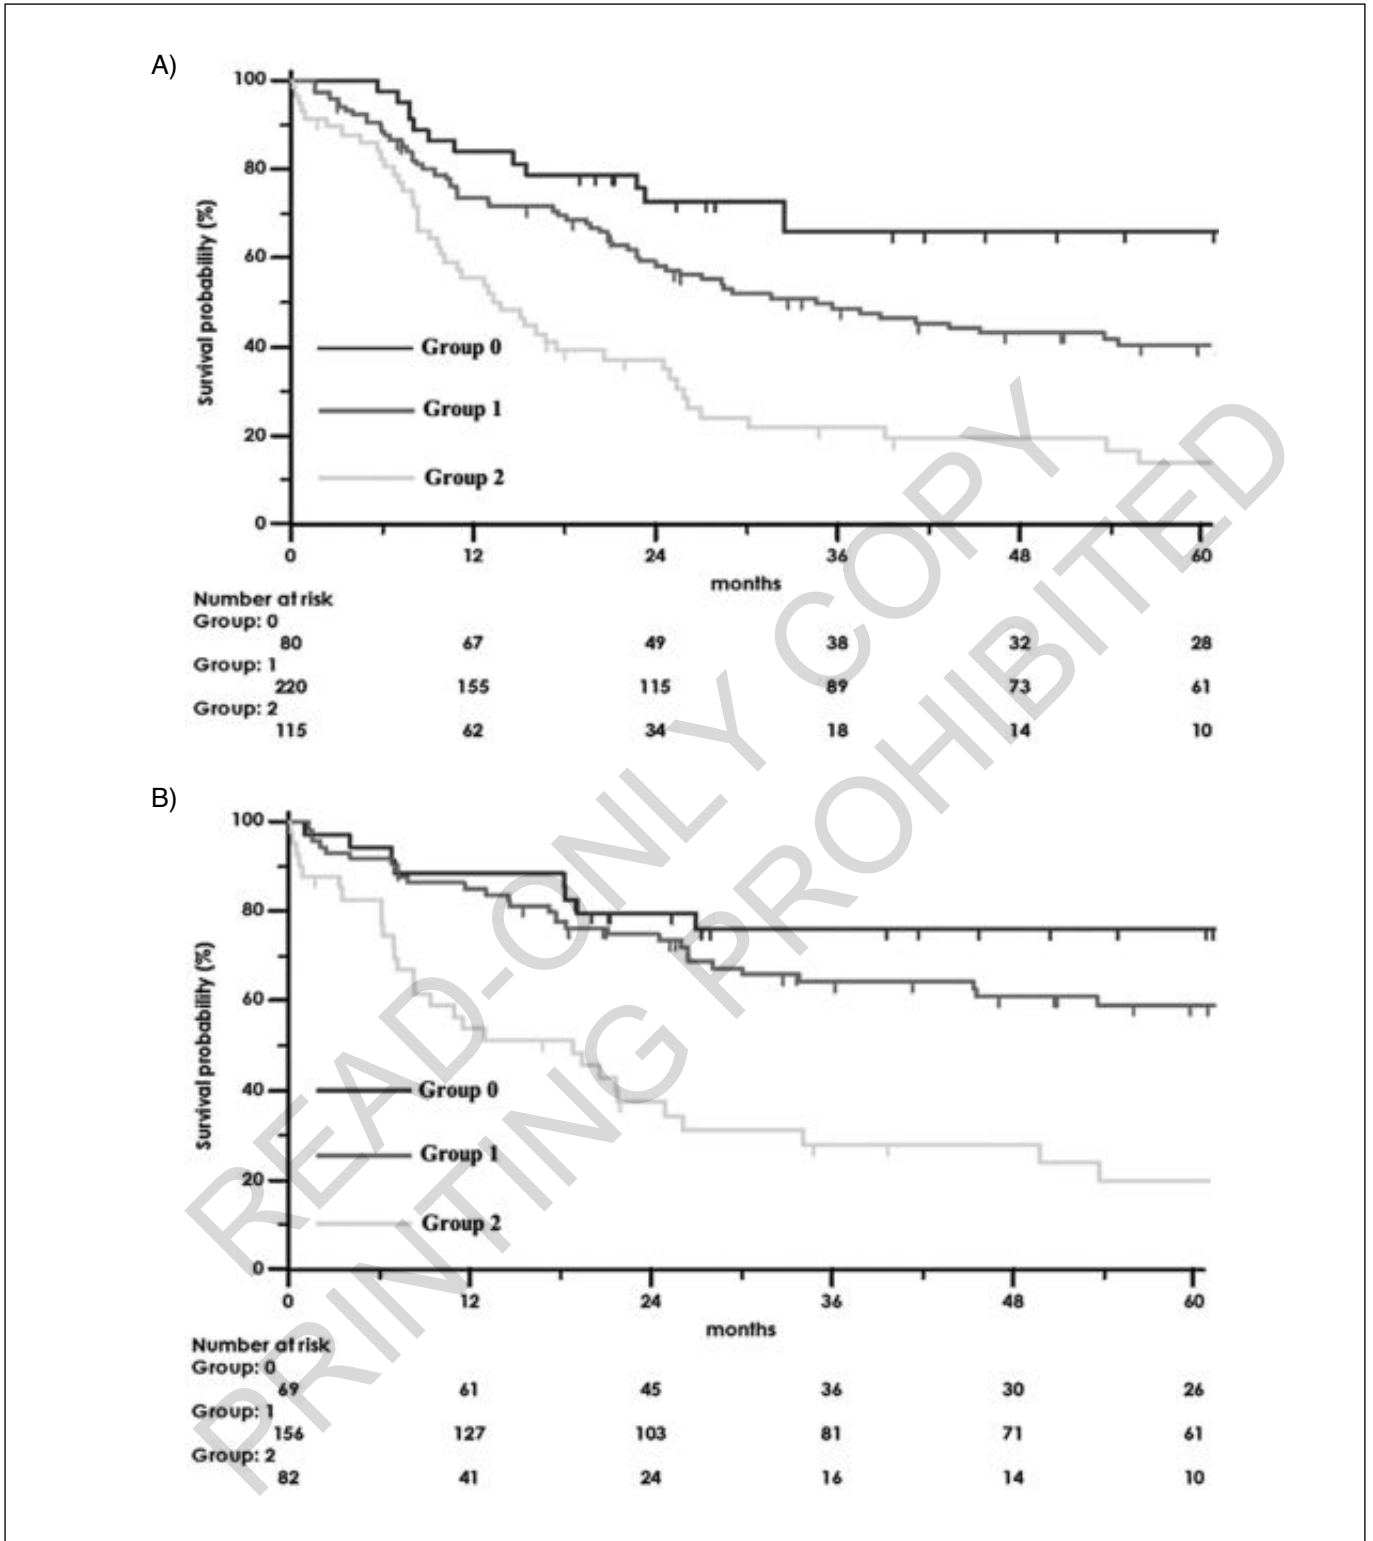 A)
100
80
60
40
20
0
Survival probability (%)
Group 0
Group 1
Group 2
0 12 24 36 48 60
months
Number at risk
Group: 0
80 67 49 38 32 28
Group: 1
220 155 115 89 73 61
Group: 2
115 62 34 18 14 10
B)
100
80
60
40
20
0
Survival probability (%)
Group 0
Group 1
Group 2
0 12 24 36 48 60
months
Number at risk
Group: 0
69 61 45 36 30 26
Group: 1
156 127 103 81 71 61
Group: 2
82 41 24 16 14 10
READ-ONLY COPY
PRINTING PROHIBITED